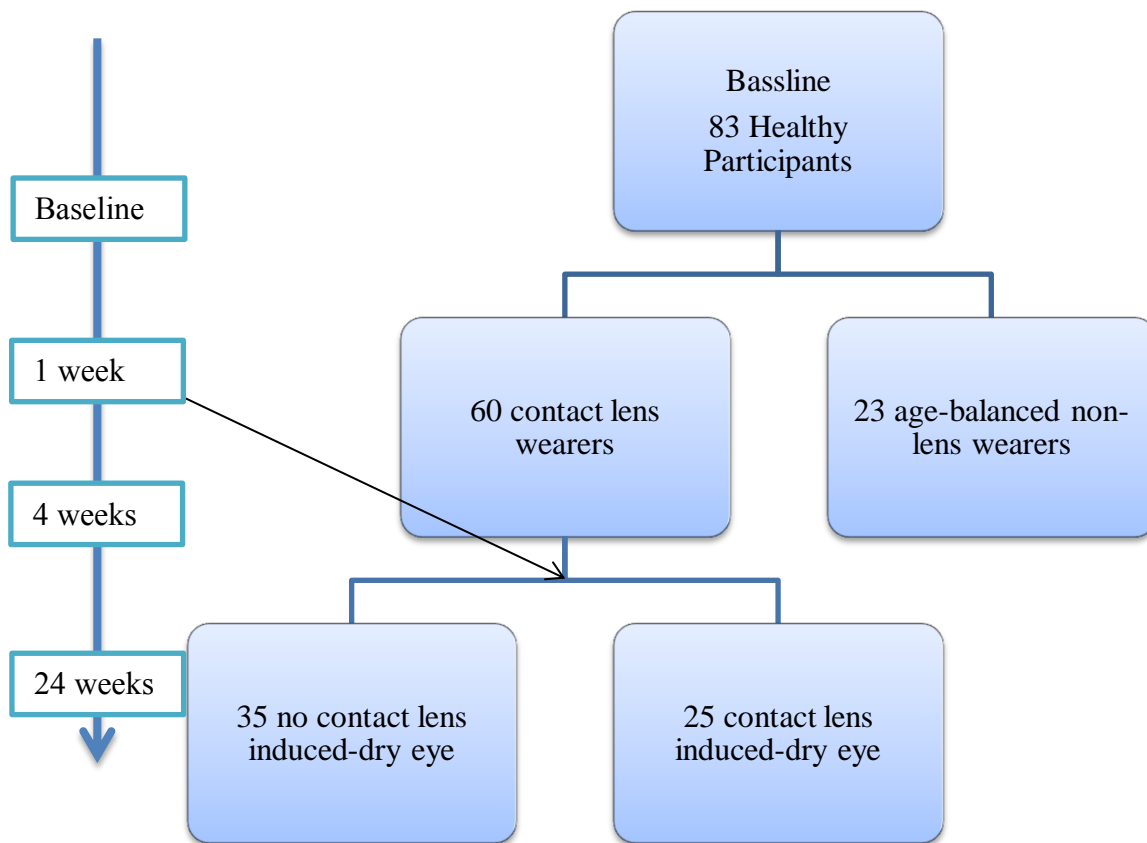 Bassline
83 Healthy
Participants
Baseline
1 week
60 contact lens
wearers
23 age-balanced non-
lens wearers
4 weeks
24 weeks
35 no contact lens
induced-dry eye
25 contact lens
induced-dry eye